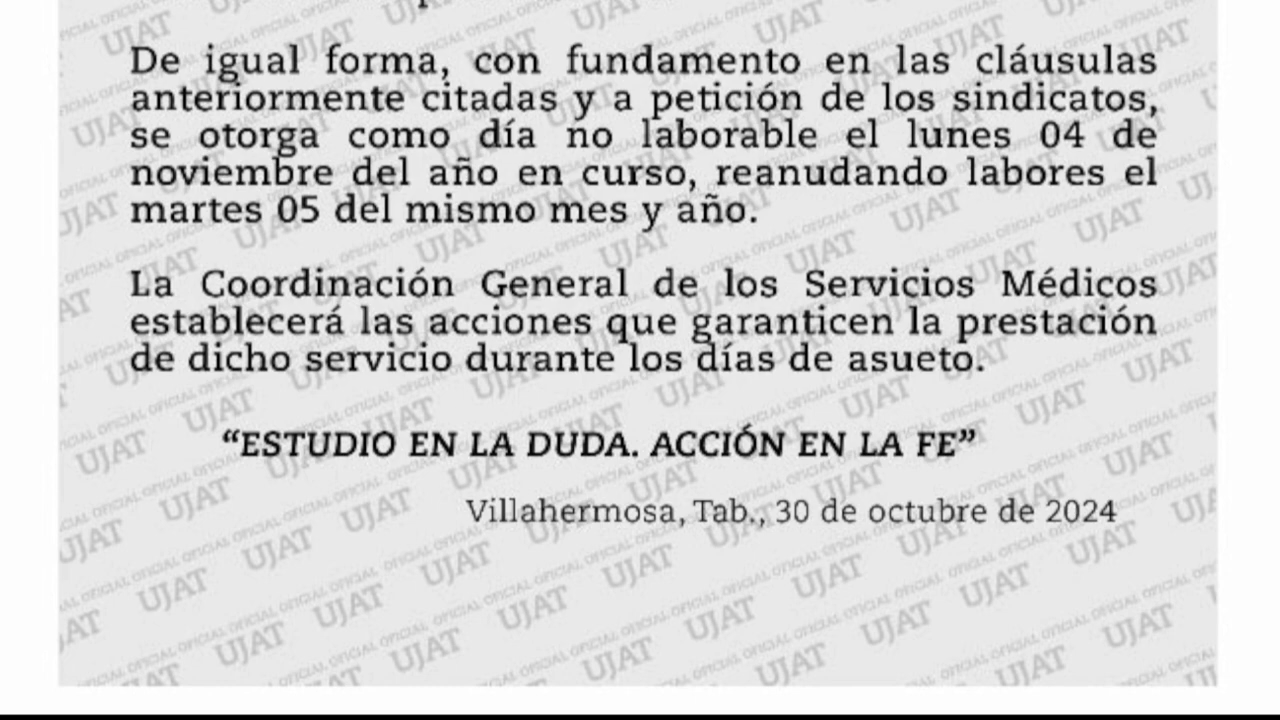 De igual forma, con fundamento en las cláusulas
anteriormente citadas y a petición de los sindicatos,
se otorga como día no laborable el lunes 04 de
noviembre del año en curso, reanudando labores el
martes 05 del mismo mes y año.
La Coordinación General de los Servicios Médicos
establecerá las acciones que garanticen la prestación
de dicho servicio durante los días de asueto.
“ESTUDIO EN LA DUDA. ACCIÓN EN LA FE”
Villahermosa, Tab., 30 de octubre de 2024